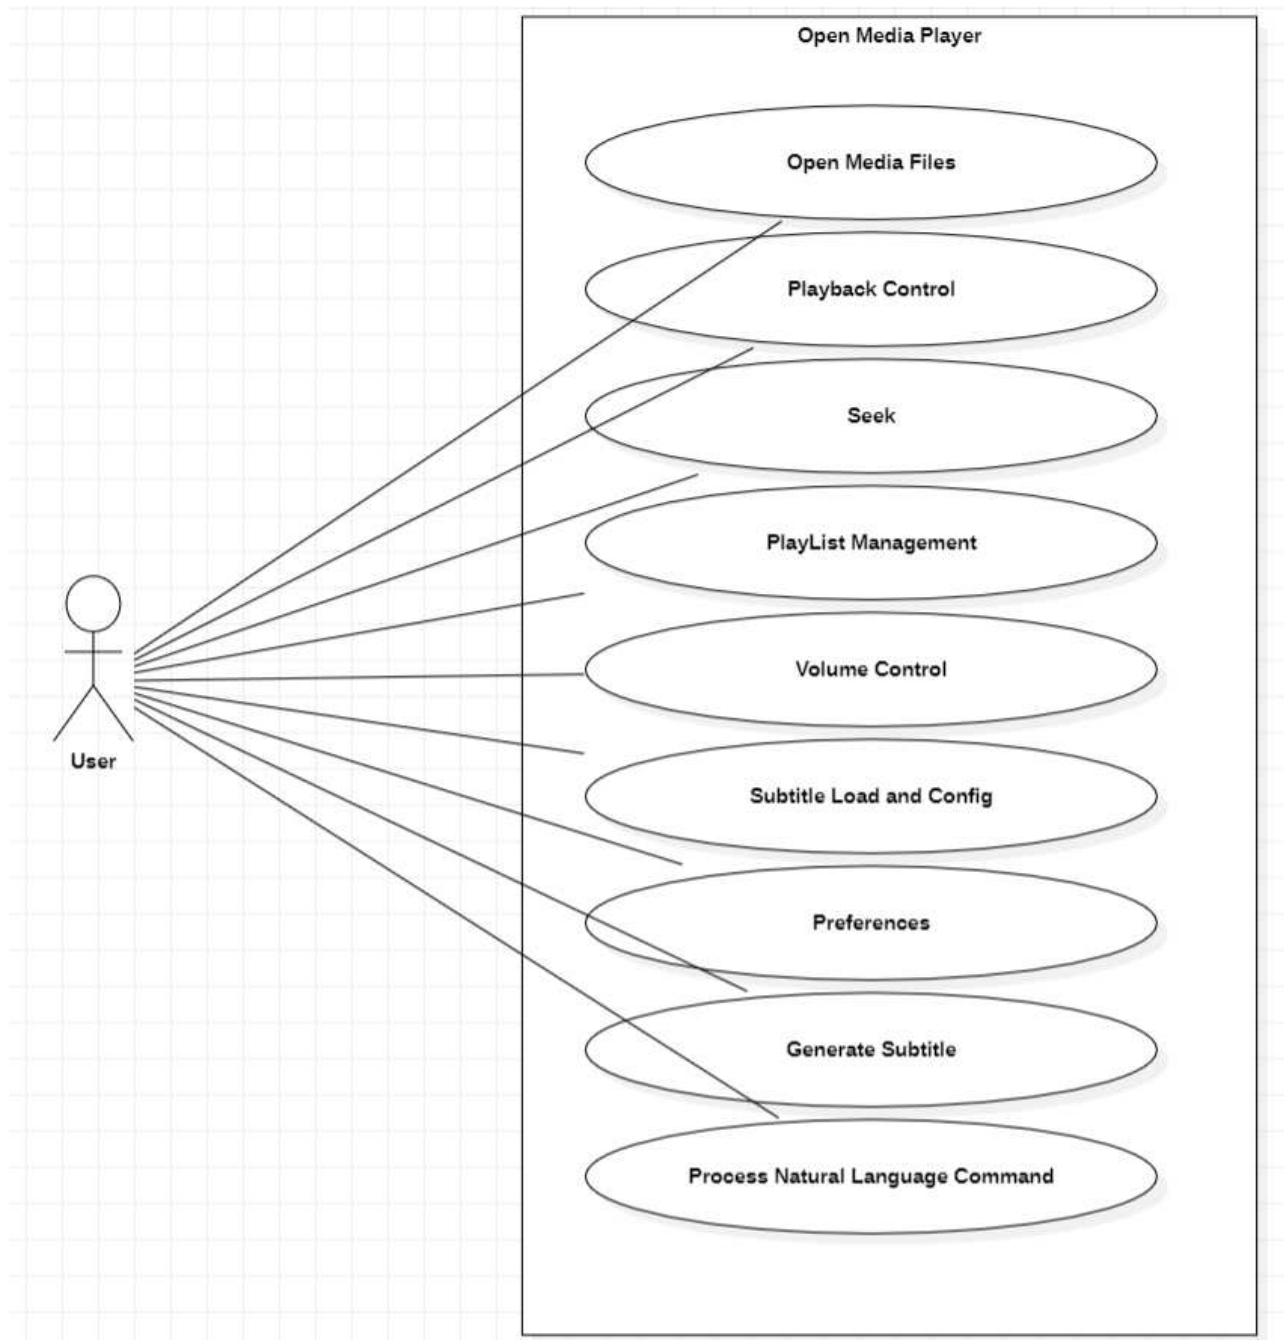 Open Media Player
Open Media Files
Playback Control
Seek
PlayList Management
Volume Control
User
Subtitle Load and Config
Preferences
Generate Subtitle
Process Natural Language Command